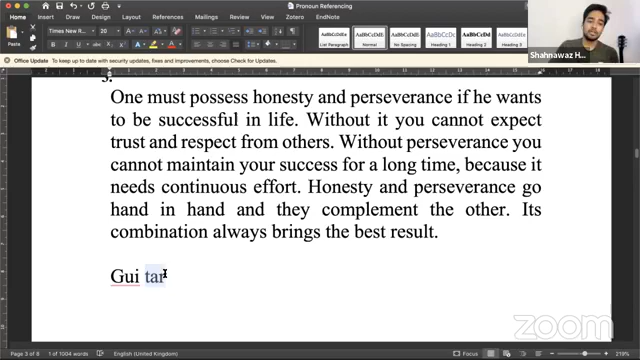 Pronoun Referencing
Home Insert Draw Design Layout References Mailings Review View Zotero EndNote
Paste
Times New R... 20
AaBbCcDdEe AaBbCcDdEe AaBbCcDdEe AaBbCcDc AaBbCcDdEe
List Paragraph Normal No Spacing Heading 1 Heading 2
Shahnawaz H...
Office Update To keep up-to-date with security updates, fixes and improvements, choose Check for Updates.
3.
One must possess honesty and perseverance if he wants
to be successful in life. Without it you cannot expect
trust and respect from others. Without perseverance you
cannot maintain your success for a long time, because it
needs continuous effort. Honesty and perseverance go
hand in hand and they complement the other. Its
combination always brings the best result.
Gui tar
zoom
Page 3 of 8 1 of 1004 words English (United Kingdom) Focus 219%